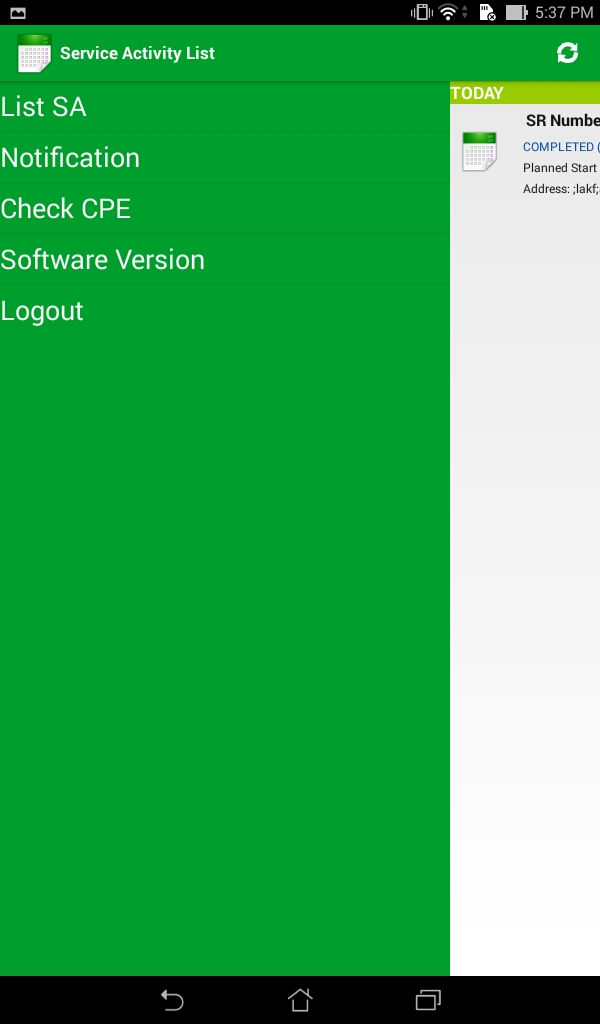 5:37 PM
Service Activity List
List SA
Notification
Check CPE
Software Version
Logout
TODAY
SR Numbe
COMPLETED (
Planned Start
Address: ;lakf;